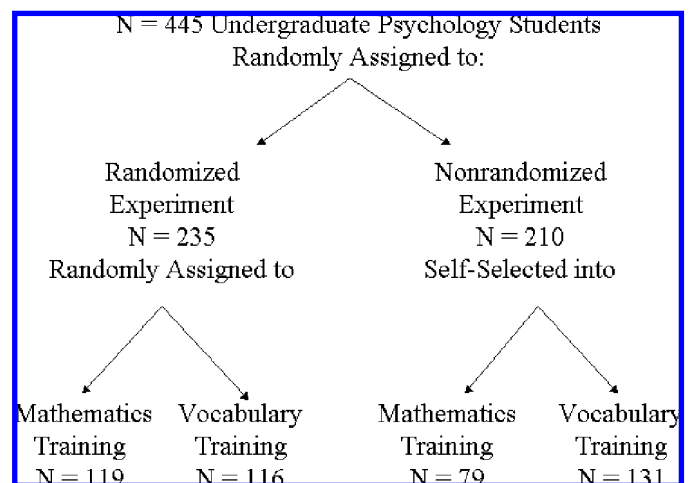 N = 445 Undergraduate Psychology Students
Randomly Assigned to:
Randomized
Experiment
N = 235
Randomly Assigned to
Nonrandomized
Experiment
N = 210
Self-Selected into
Mathematics
Training
N = 119
Vocabulary
Training
N = 116
Mathematics
Training
N = 79
Vocabulary
Training
N = 131